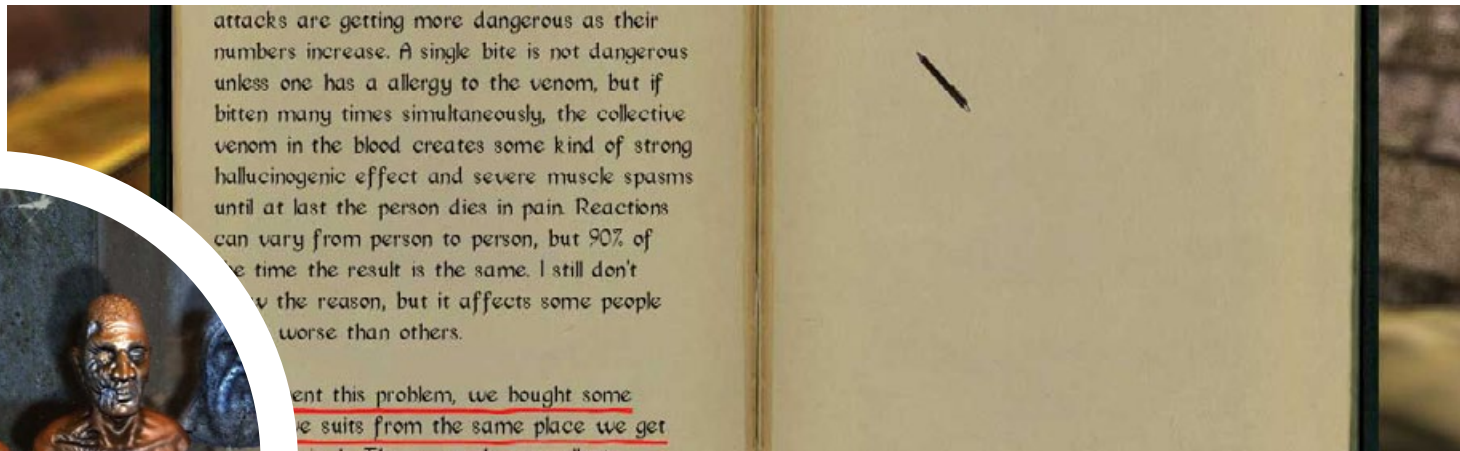 attacks are getting more dangerous as their
numbers increase. A single bite is not dangerous
unless one has a allergy to the venom, but if
bitten many times simultaneously, the collective
venom in the blood creates some kind of strong
hallucinogenic effect and severe muscle spasms
until at last the person dies in pain. Reactions
can vary from person to person, but 90% of
time the result is the same. I still don't
the reason, but it affects some people
worse than others.
this problem, we bought some
suits from the same place we get